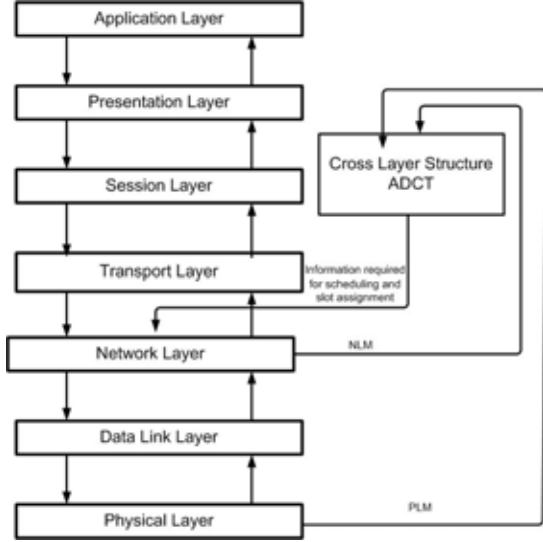 Application Layer
Presentation Layer
Cross Layer Structure
ADCT
Session Layer
Transport Layer
Information required
for scheduling and
slot assignment
Network Layer
NLM
Data Link Layer
Physical Layer
PLM